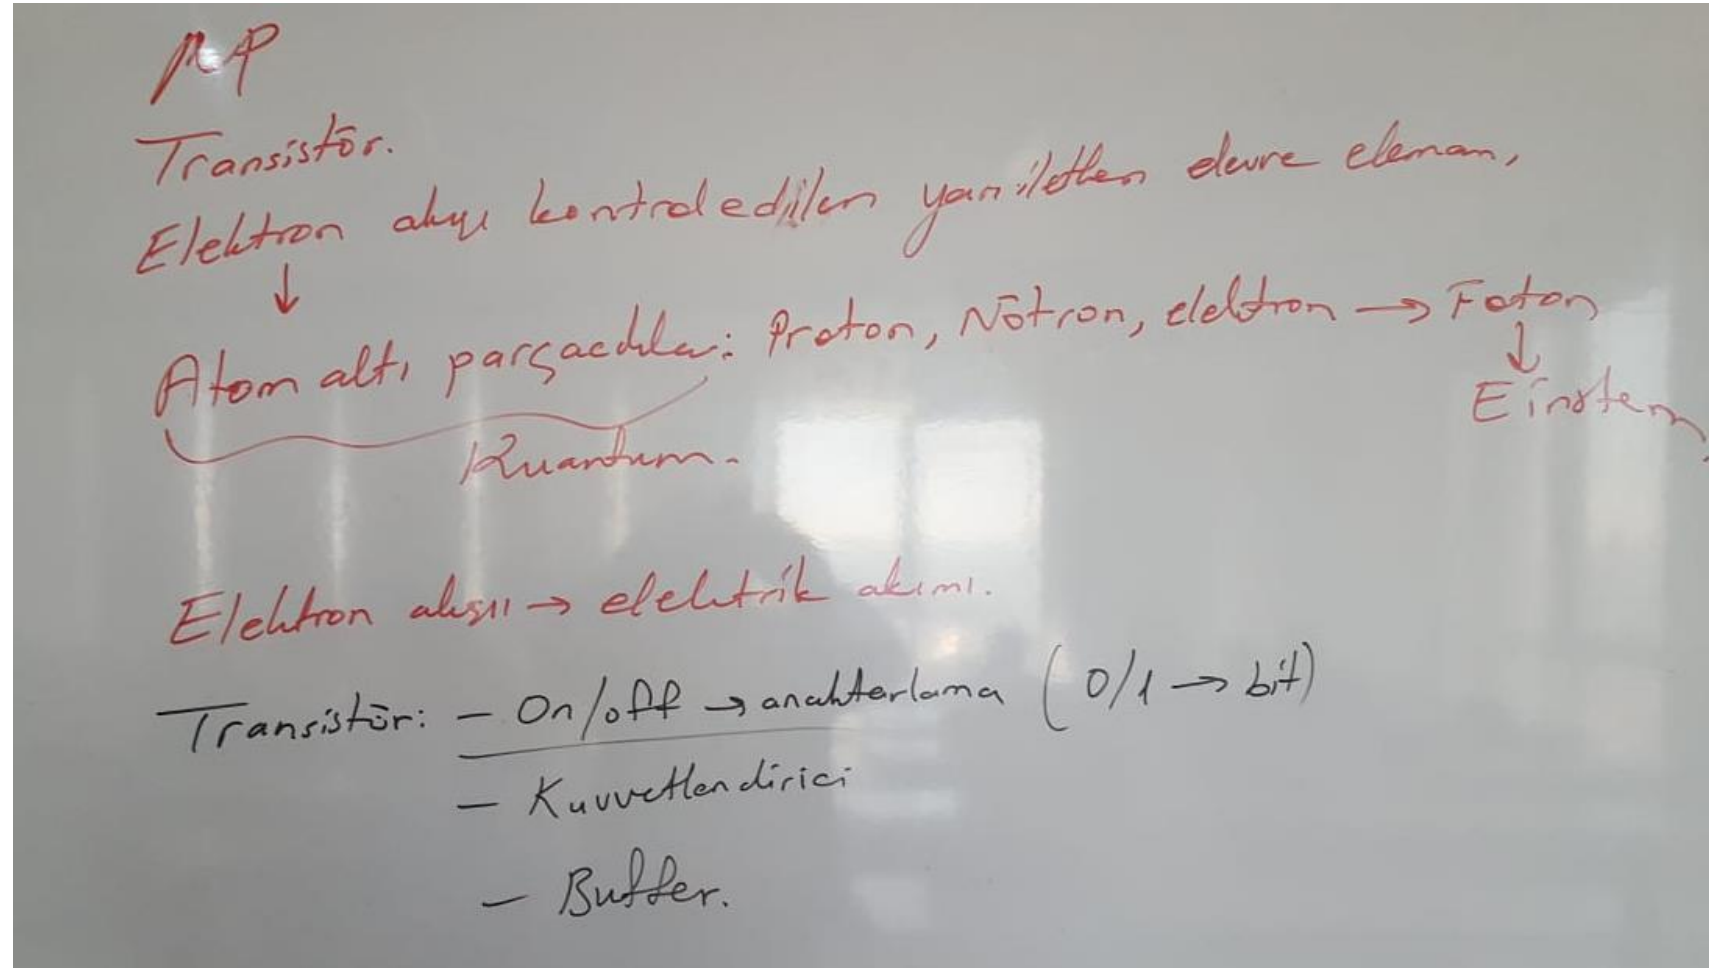 μP
Transistör.
Elektron akışı kontrol edilen yarı iletken devre elemanı,
↓
Atom altı parçacıklar: Proton, Nötron, elektron → Foton
↓
Einstein
Kuantum.
Elektron akışı → elektrik akımı.
Transistör: - On/off → anahtarlama (0/1 → bit)
- Kuvvetlendirici
- Buffer.